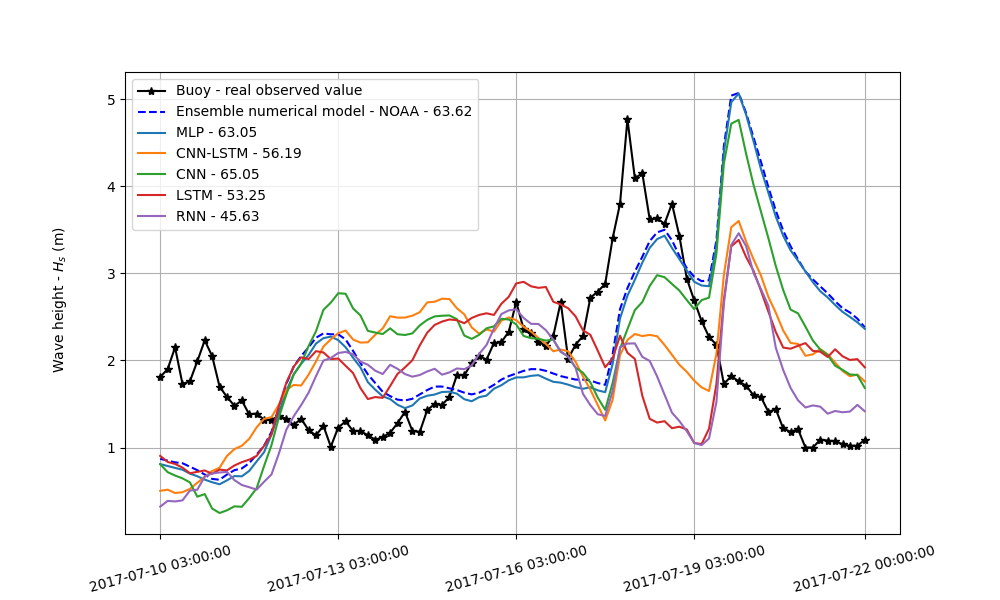 Buoy - real observed value
Ensemble numerical model - NOAA - 63.62
MLP - 63.05
CNN-LSTM - 56.19
CNN - 65.05
LSTM - 53.25
RNN - 45.63
Wave height - Hs (m)
5
4
3
2
1
2017-07-10 03:00:00
2017-07-13 03:00:00
2017-07-16 03:00:00
2017-07-19 03:00:00
2017-07-22 00:00:00